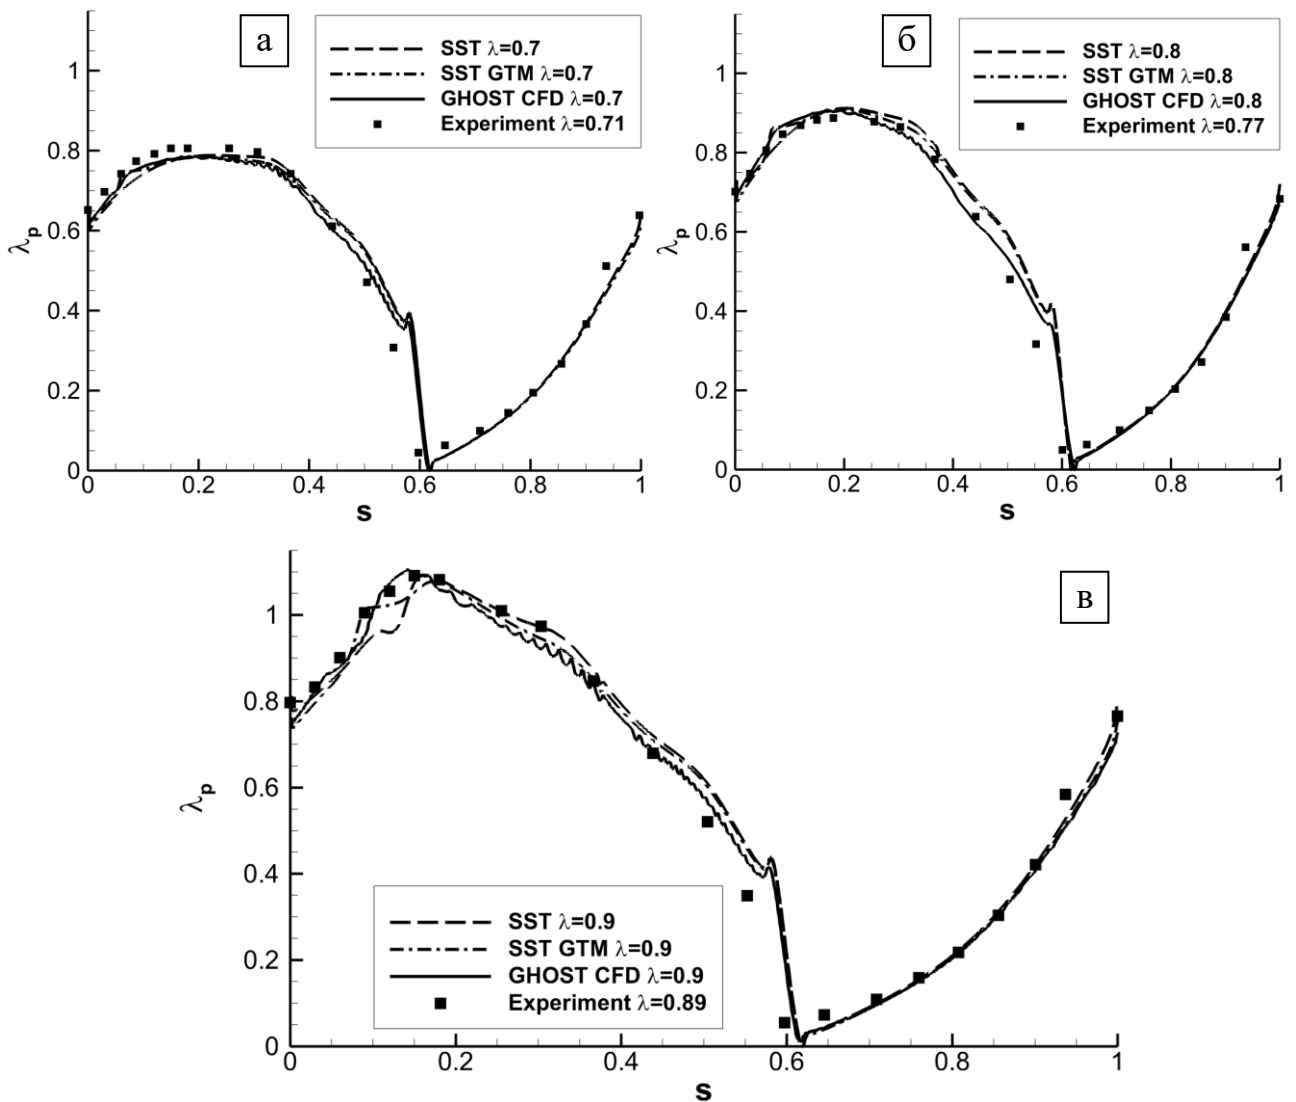 а
SST λ=0.7
SST GTM λ=0.7
GHOST CFD λ=0.7
Experiment λ=0.71
λp
1
0.8
0.6
0.4
0.2
0
0 0.2 0.4 0.6 0.8 1
s
б
SST λ=0.8
SST GTM λ=0.8
GHOST CFD λ=0.8
Experiment λ=0.77
λp
1
0.8
0.6
0.4
0.2
0
0 0.2 0.4 0.6 0.8 1
s
в
SST λ=0.9
SST GTM λ=0.9
GHOST CFD λ=0.9
Experiment λ=0.89
λp
1
0.8
0.6
0.4
0.2
0
0 0.2 0.4 0.6 0.8 1
s